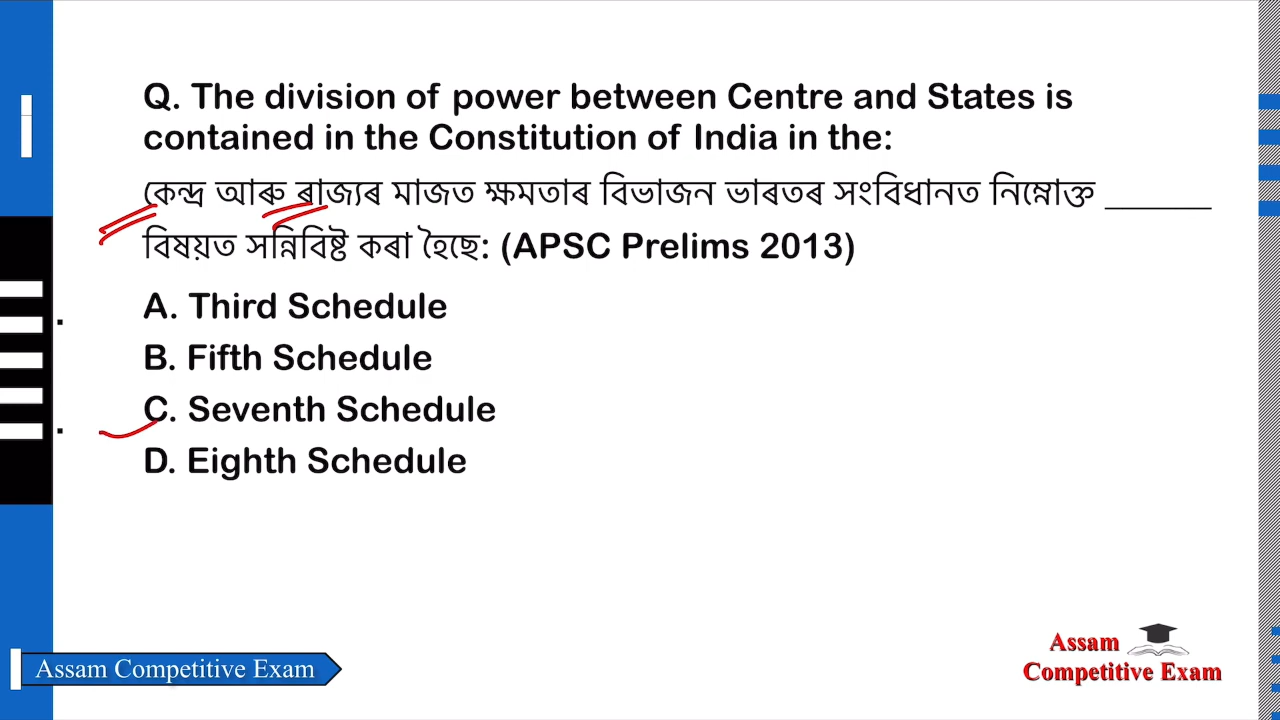 Q. The division of power between Centre and States is
contained in the Constitution of India in the:
কেন্দ্ৰ আৰু ৰাজ্যৰ মাজত ক্ষমতাৰ বিভাজন ভাৰতৰ সংবিধানত নিম্নোক্ত ______
বিষয়ত সন্নিবিষ্ট কৰা হৈছে: (APSC Prelims 2013)
A. Third Schedule
B. Fifth Schedule
C. Seventh Schedule
D. Eighth Schedule
Assam Competitive Exam
Assam
Competitive Exam